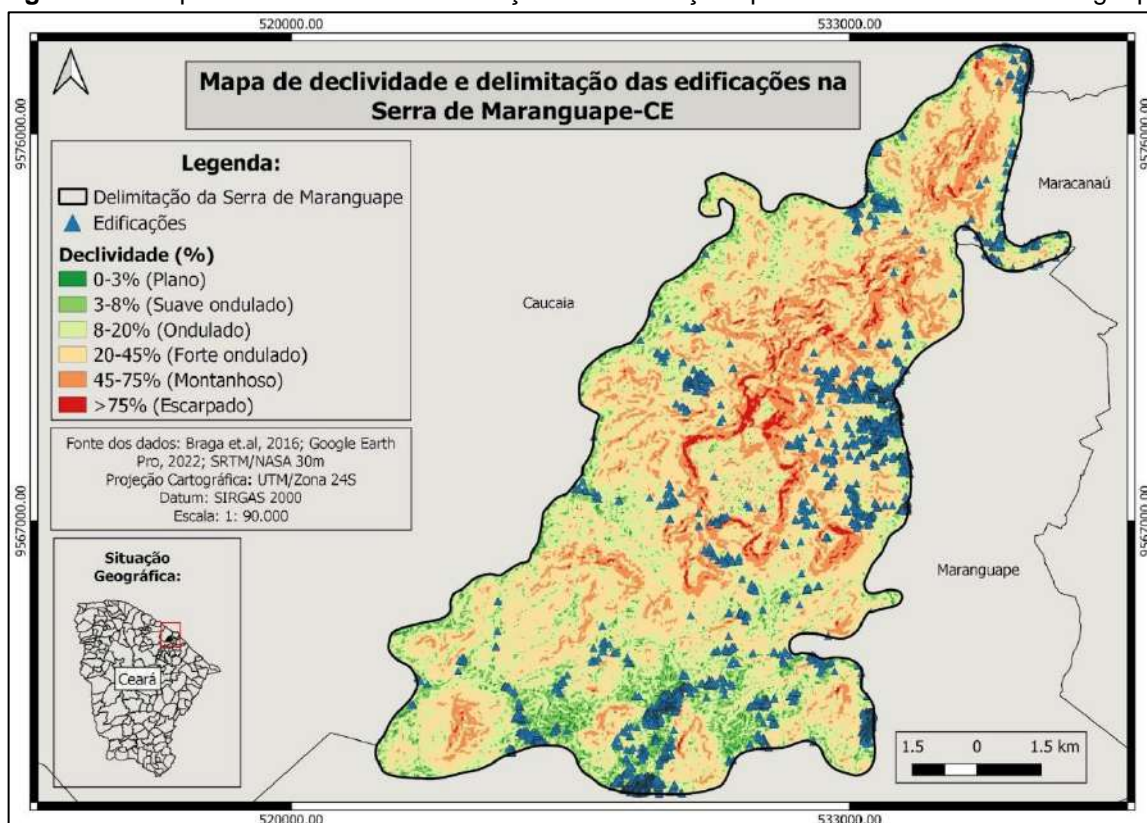 520000.00
533000.00
Mapa de declividade e delimitação das edificações na
Serra de Maranguape-CE
9576000.00
9576000.00
Legenda:
Delimitação da Serra de Maranguape
Edificações
Declividade (%)
0-3% (Plano)
3-8% (Suave ondulado)
8-20% (Ondulado)
20-45% (Forte ondulado)
45-75% (Montanhoso)
>75% (Escarpado)
Maracanaú
Caucaia
Fonte dos dados: Braga et.al, 2016; Google Earth
Pro, 2022; SRTM/NASA 30m
Projeção Cartográfica: UTM/Zona 24S
Datum: SIRGAS 2000
Escala: 1: 90.000
9567000.00
9567000.00
Situação
Geográfica:
Ceará
Maranguape
1.5 0 1.5 km
520000.00
533000.00